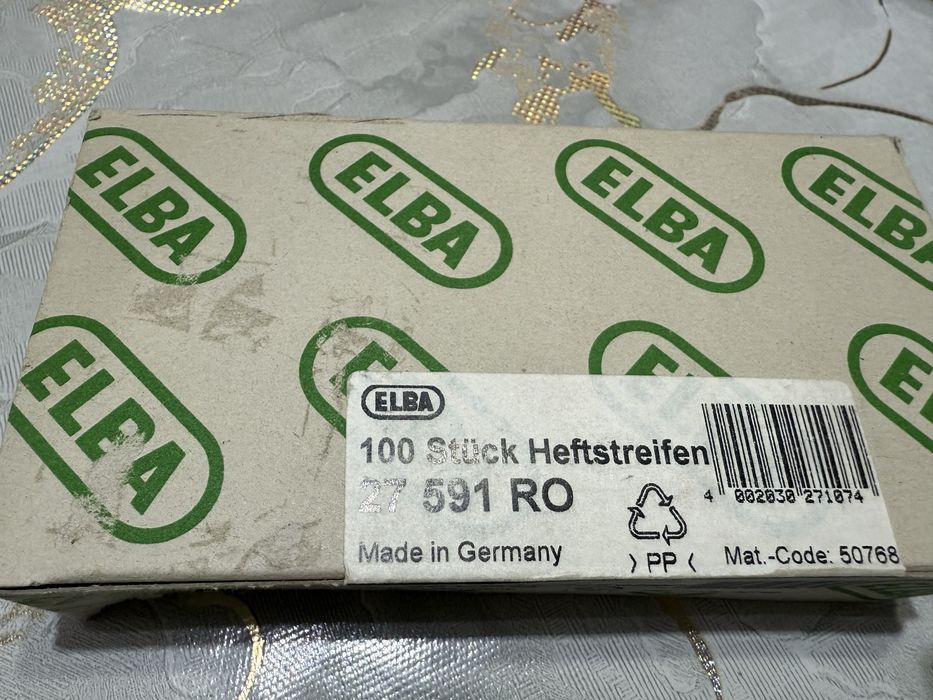 ELBA ELBA ELBA ELBA
ELBA ELBA
ELBA
100 Stück Heftstreifen
27 591 RO
4 002030 271074
Made in Germany
PP
Mat.-Code: 50768